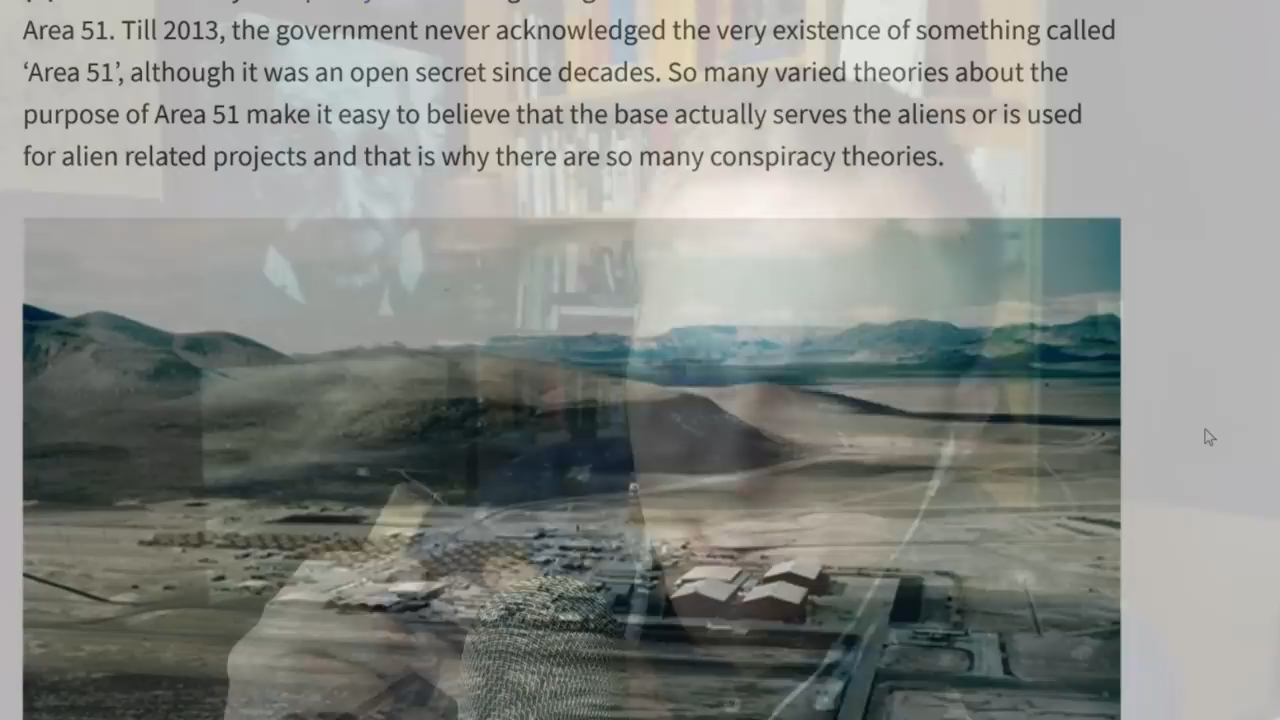 Area 51. Till 2013, the government never acknowledged the very existence of something called
‘Area 51’, although it was an open secret since decades. So many varied theories about the
purpose of Area 51 make it easy to believe that the base actually serves the aliens or is used
for alien related projects and that is why there are so many conspiracy theories.